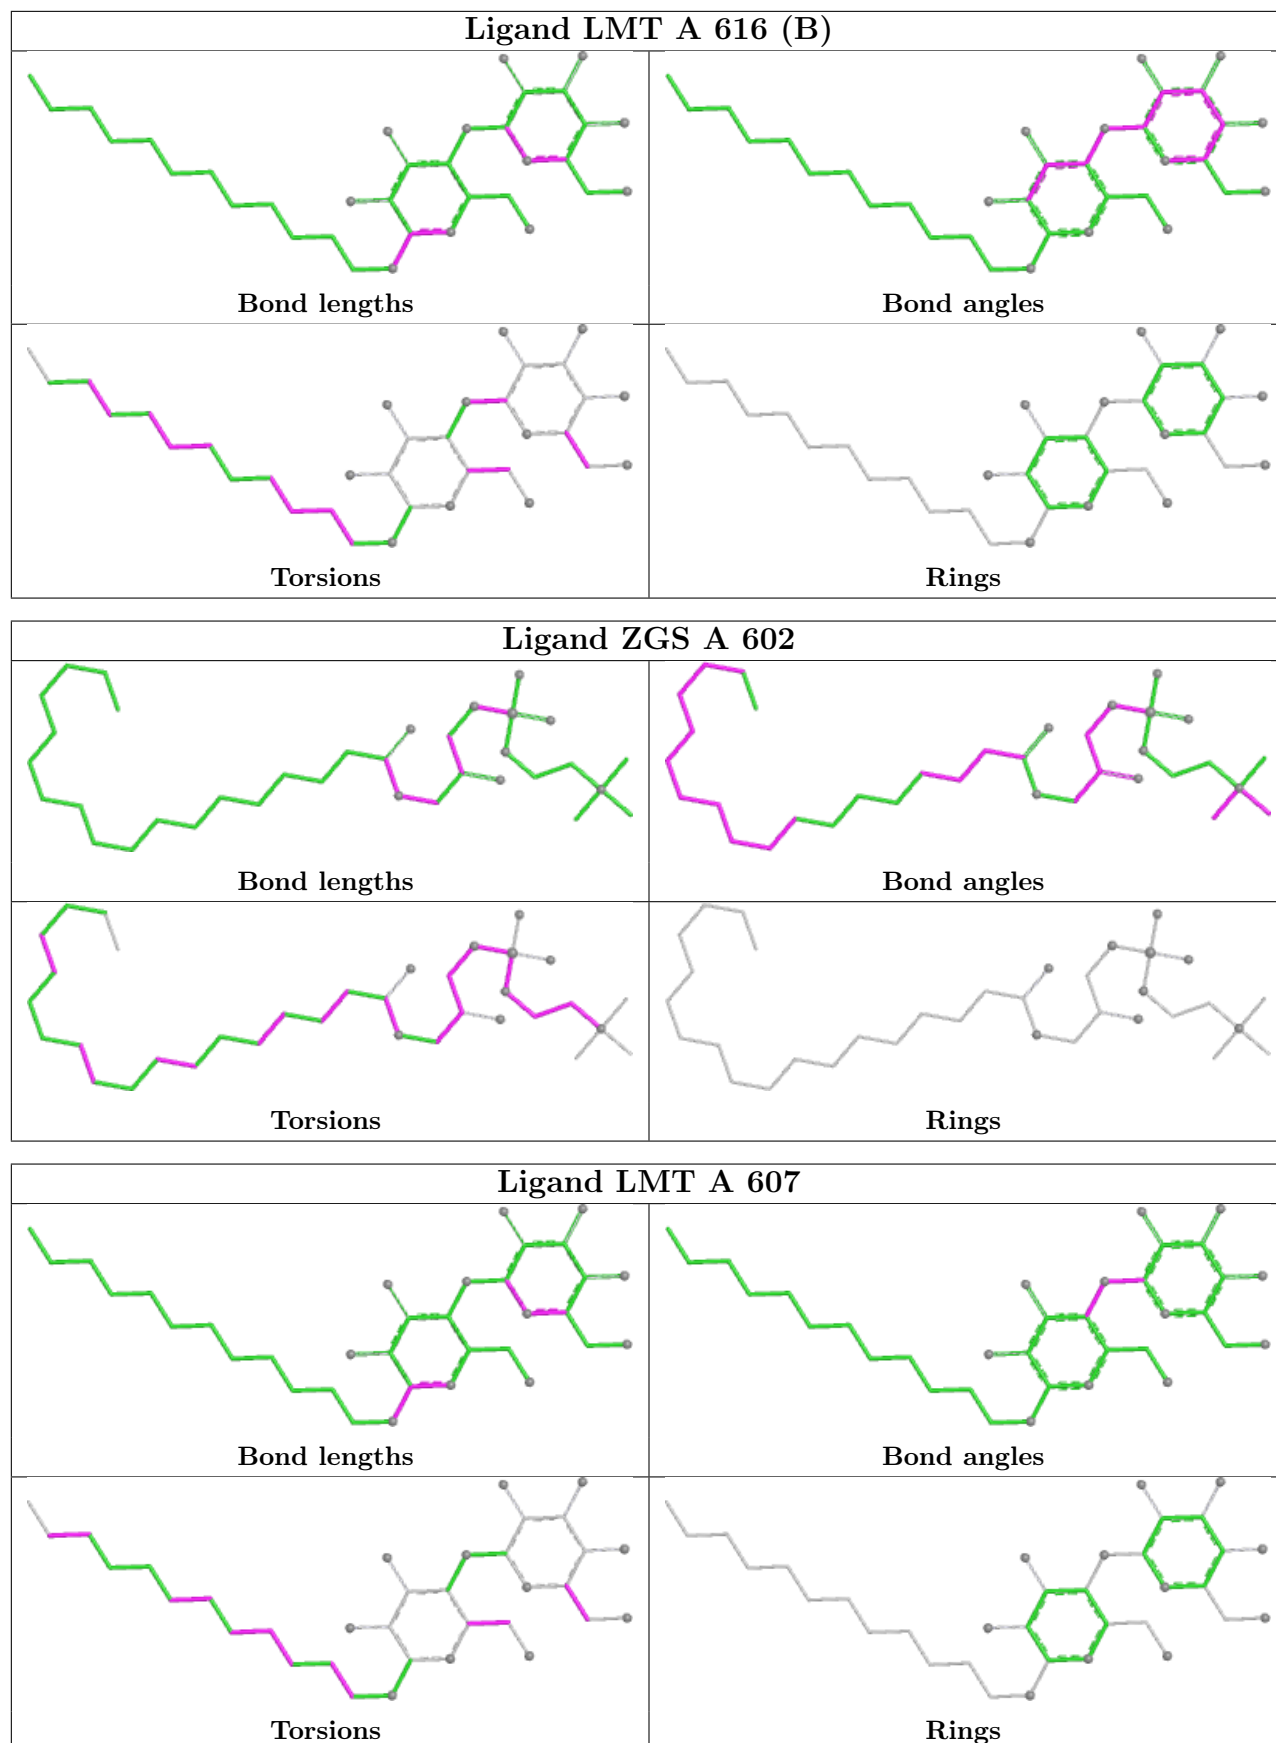 Ligand LMT A 616 (B)
Bond lengths
Bond angles
Torsions
Rings
Ligand ZGS A 602
Bond lengths
Bond angles
Torsions
Rings
Ligand LMT A 607
Bond lengths
Bond angles
Torsions
Rings